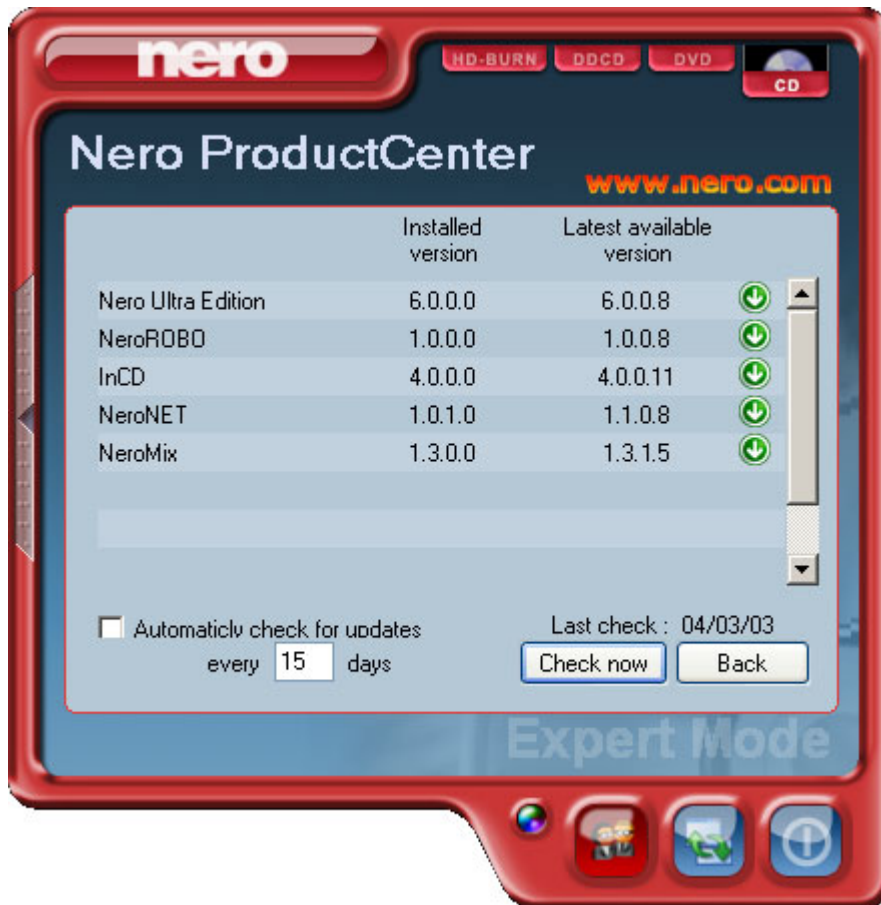 nero
HD-BURN DDCD DVD CD
Nero ProductCenter
www.nero.com
Installed version Latest available version
Nero Ultra Edition 6.0.0.0 6.0.0.8
NeroROBO 1.0.0.0 1.0.0.8
InCD 4.0.0.0 4.0.0.11
NeroNET 1.0.1.0 1.1.0.8
NeroMix 1.3.0.0 1.3.1.5
Automaticly check for updates Last check : 04/03/03
every 15 days Check now Back
Expert Mode